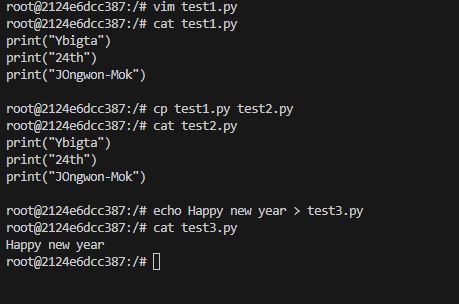 root@2124e6dcc387:/# vim test1.py
root@2124e6dcc387:/# cat test1.py
print("Ybigta")
print("24th")
print("JOngwon-Mok")

root@2124e6dcc387:/# cp test1.py test2.py
root@2124e6dcc387:/# cat test2.py
print("Ybigta")
print("24th")
print("JOngwon-Mok")

root@2124e6dcc387:/# echo Happy new year > test3.py
root@2124e6dcc387:/# cat test3.py
Happy new year
root@2124e6dcc387:/#